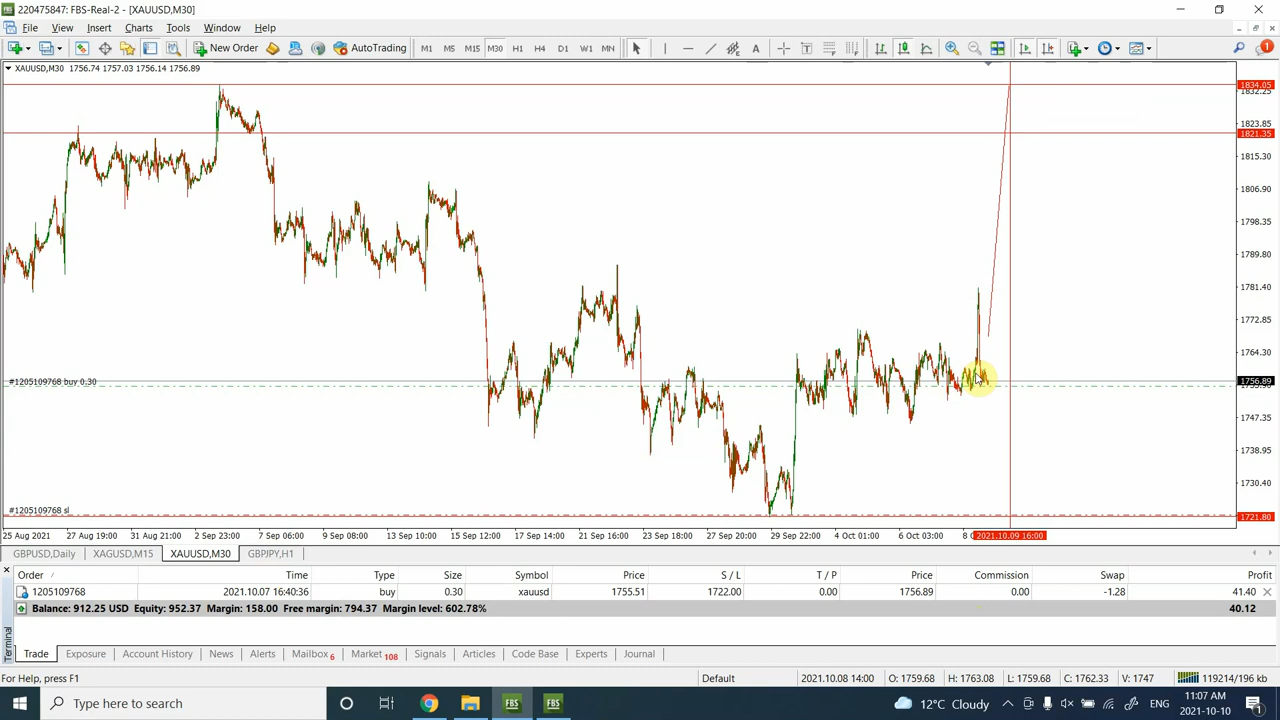 220475847: FBS-Real-2 - [XAUUSD,M30]
File View Insert Charts Tools Window Help
New Order AutoTrading M1 M5 M15 M30 H1 H4 D1 W1 MN A T 1
XAUUSD,M30 1756.74 1757.03 1756.14 1756.89
1834.05
1832.25
1823.85
1821.35
1815.30
1806.90
1798.35
1789.80
1781.40
1772.85
1764.30
#1205109768 buy 0.30
1756.89
1747.35
1738.95
1730.40
#1205109768 sl
1721.80
25 Aug 2021 27 Aug 19:30 31 Aug 21:30 2 Sep 23:00 7 Sep 06:30 9 Sep 08:00 13 Sep 10:30 15 Sep 12:00 17 Sep 14:00 21 Sep 16:00 23 Sep 18:00 27 Sep 20:00 29 Sep 22:00 4 Oct 01:00 6 Oct 03:00 8 O 2021.10.09 16:00
GBPUSD,Daily XAGUSD,M15 XAUUSD,M30 GBPJPY,H1
Order Time Type Size Symbol Price S / L T / P Price Commission Swap Profit
1205109768 2021.10.07 16:40:36 buy 0.30 xauusd 1755.51 1722.00 0.00 1756.89 0.00 -1.28 41.40
Balance: 912.25 USD Equity: 952.37 Margin: 158.00 Free margin: 794.37 Margin level: 602.78% 40.12
Terminal
Trade Exposure Account History News Alerts Mailbox 6 Market 108 Signals Articles Code Base Experts Journal
For Help, press F1 Default 2021.10.08 14:00 O: 1759.68 H: 1763.08 L: 1759.68 C: 1762.33 V: 1747 119214/196 kb
Type here to search FBS FBS 12°C Cloudy ENG 11:07 AM
2021-10-10 1